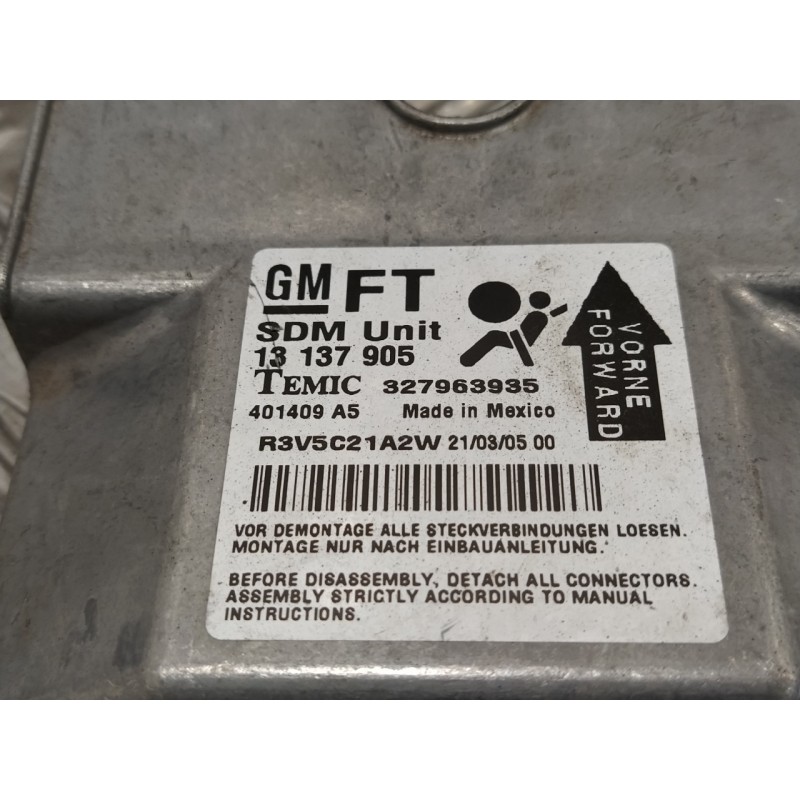 GM FT
SDM Unit
13 137 905
TEMIC 327963935
401409 A5 Made in Mexico
R3V5C21A2W 21/03/05 00
VORNE
FORWARD
VOR DEMONTAGE ALLE STECKVERBINDUNGEN LOESEN.
MONTAGE NUR NACH EINBAUANLEITUNG.
BEFORE DISASSEMBLY, DETACH ALL CONNECTORS.
ASSEMBLY STRICTLY ACCORDING TO MANUAL
INSTRUCTIONS.